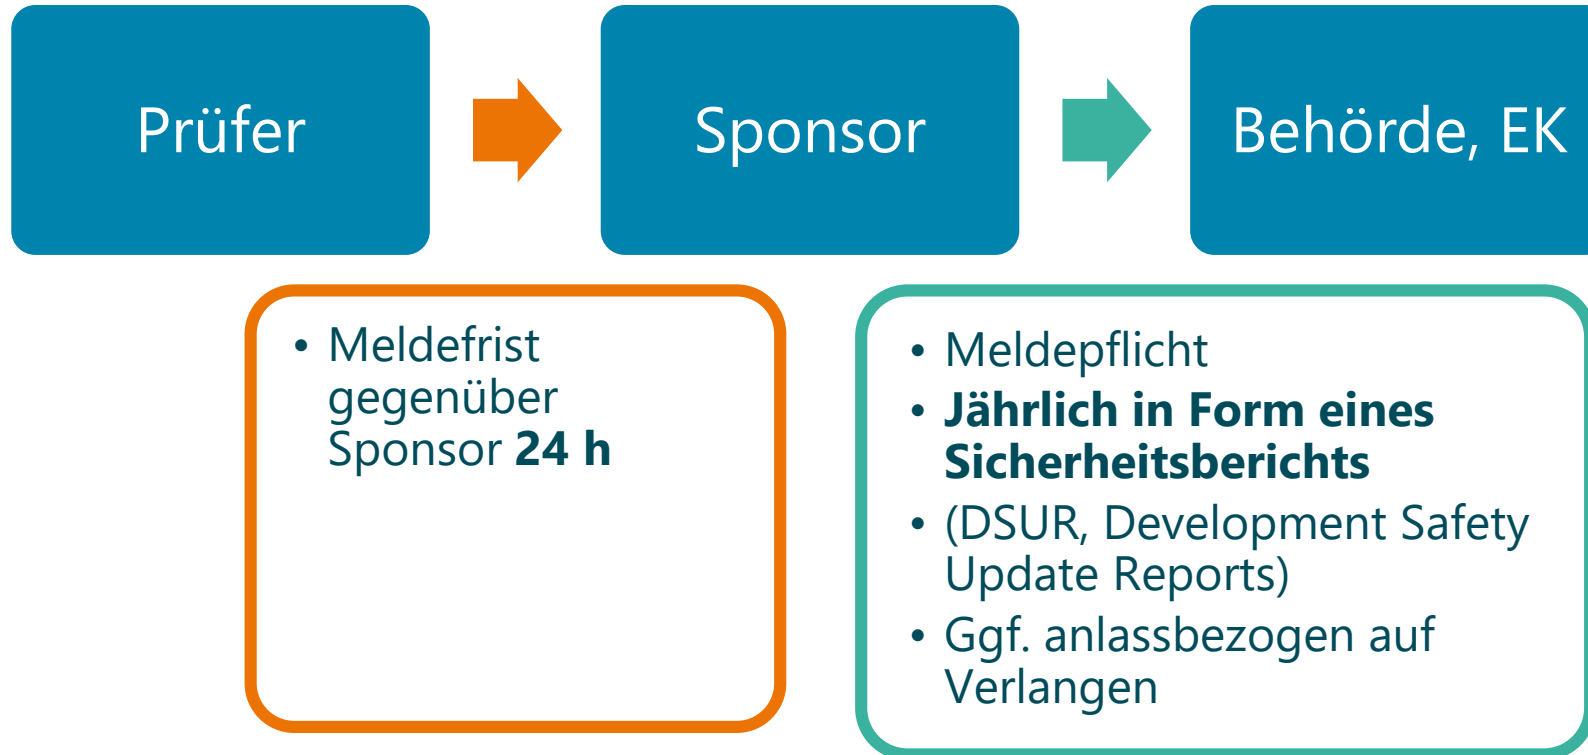 Prüfer
Sponsor
Behörde, EK
• Meldefrist
gegenüber
Sponsor 24 h
• Meldepflicht
• Jährlich in Form eines
Sicherheitsberichts
• (DSUR, Development Safety
Update Reports)
• Ggf. anlassbezogen auf
Verlangen